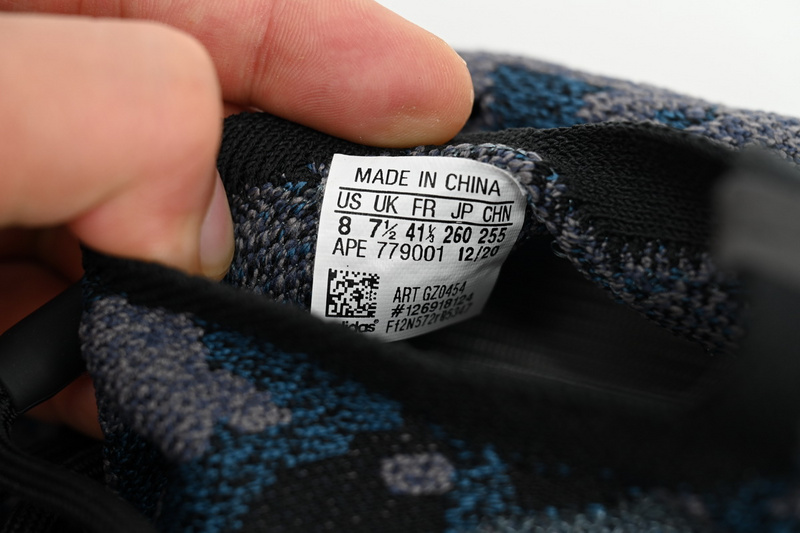 MADE IN CHINA
US UK FR JP CHN
8 7½ 41⅓ 260 255
APE 779001 12/20
ART GZ0454
#126918124
adidas